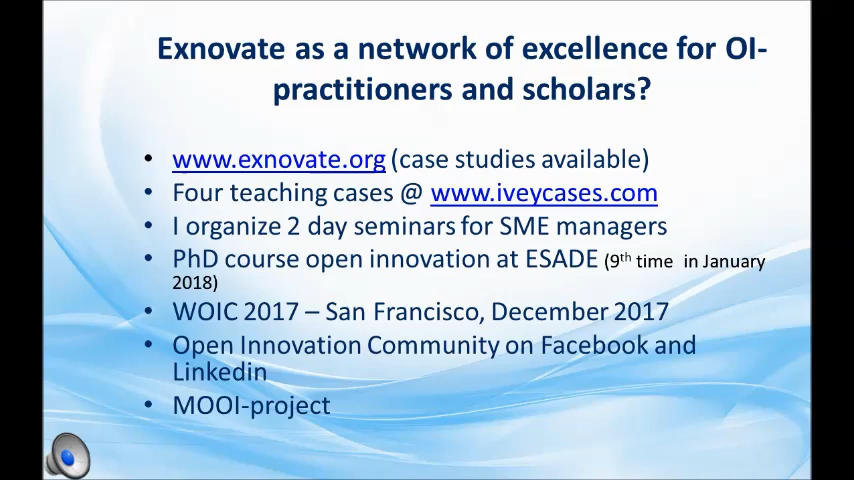 Exnovate as a network of excellence for OI-
practitioners and scholars?
• www.exnovate.org (case studies available)
• Four teaching cases @ www.iveycases.com
• I organize 2 day seminars for SME managers
• PhD course open innovation at ESADE (9th time in January
2018)
• WOIC 2017 – San Francisco, December 2017
• Open Innovation Community on Facebook and
Linkedin
• MOOI-project